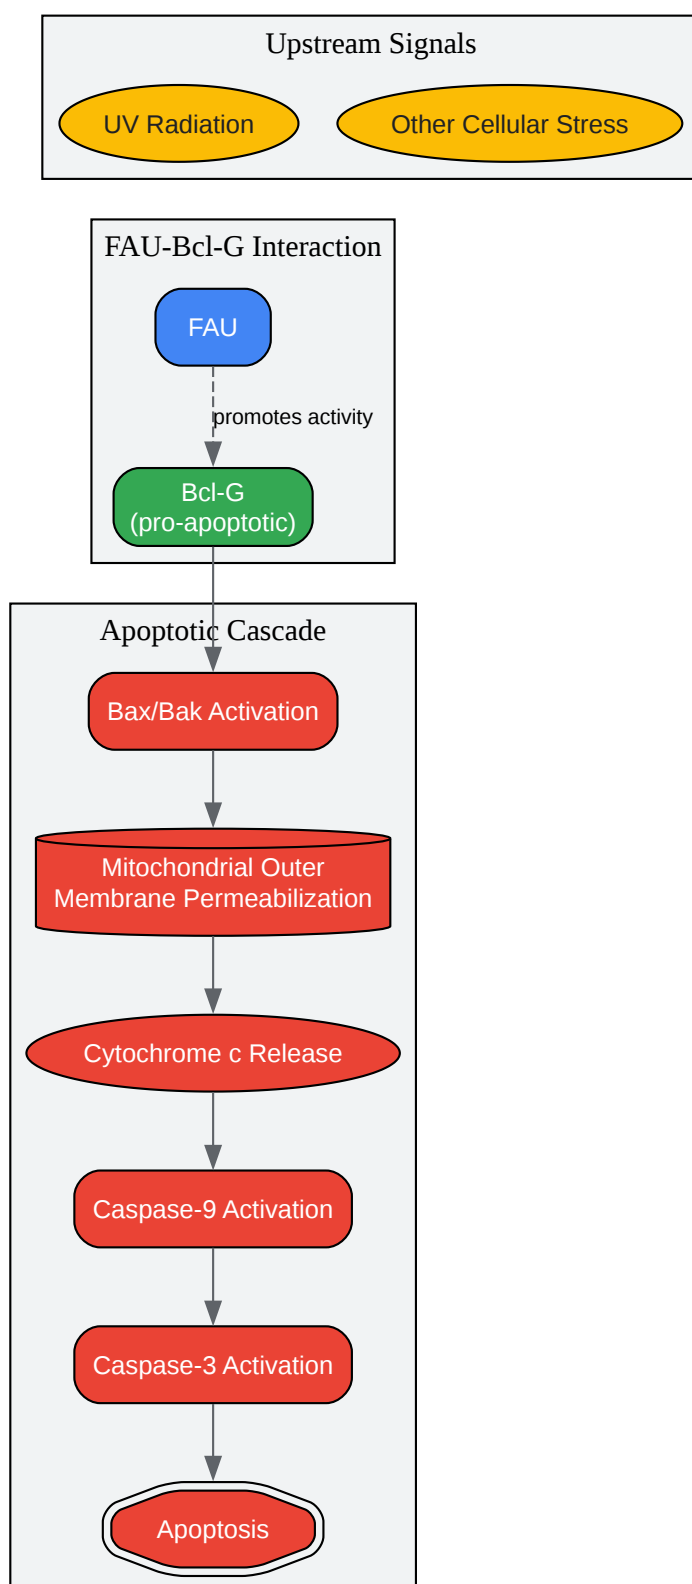 Upstream Signals
UV Radiation
Other Cellular Stress
FAU-Bcl-G Interaction
FAU
promotes activity
Bcl-G
(pro-apoptotic)
Apoptotic Cascade
Bax/Bak Activation
Mitochondrial Outer
Membrane Permeabilization
Cytochrome c Release
Caspase-9 Activation
Caspase-3 Activation
Apoptosis